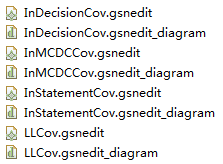 InDecisionCov.gsnedit
InDecisionCov.gsnedit_diagram
InMCDCCov.gsnedit
InMCDCCov.gsnedit_diagram
InStatementCov.gsnedit
InStatementCov.gsnedit_diagram
LLCov.gsnedit
LLCov.gsnedit_diagram